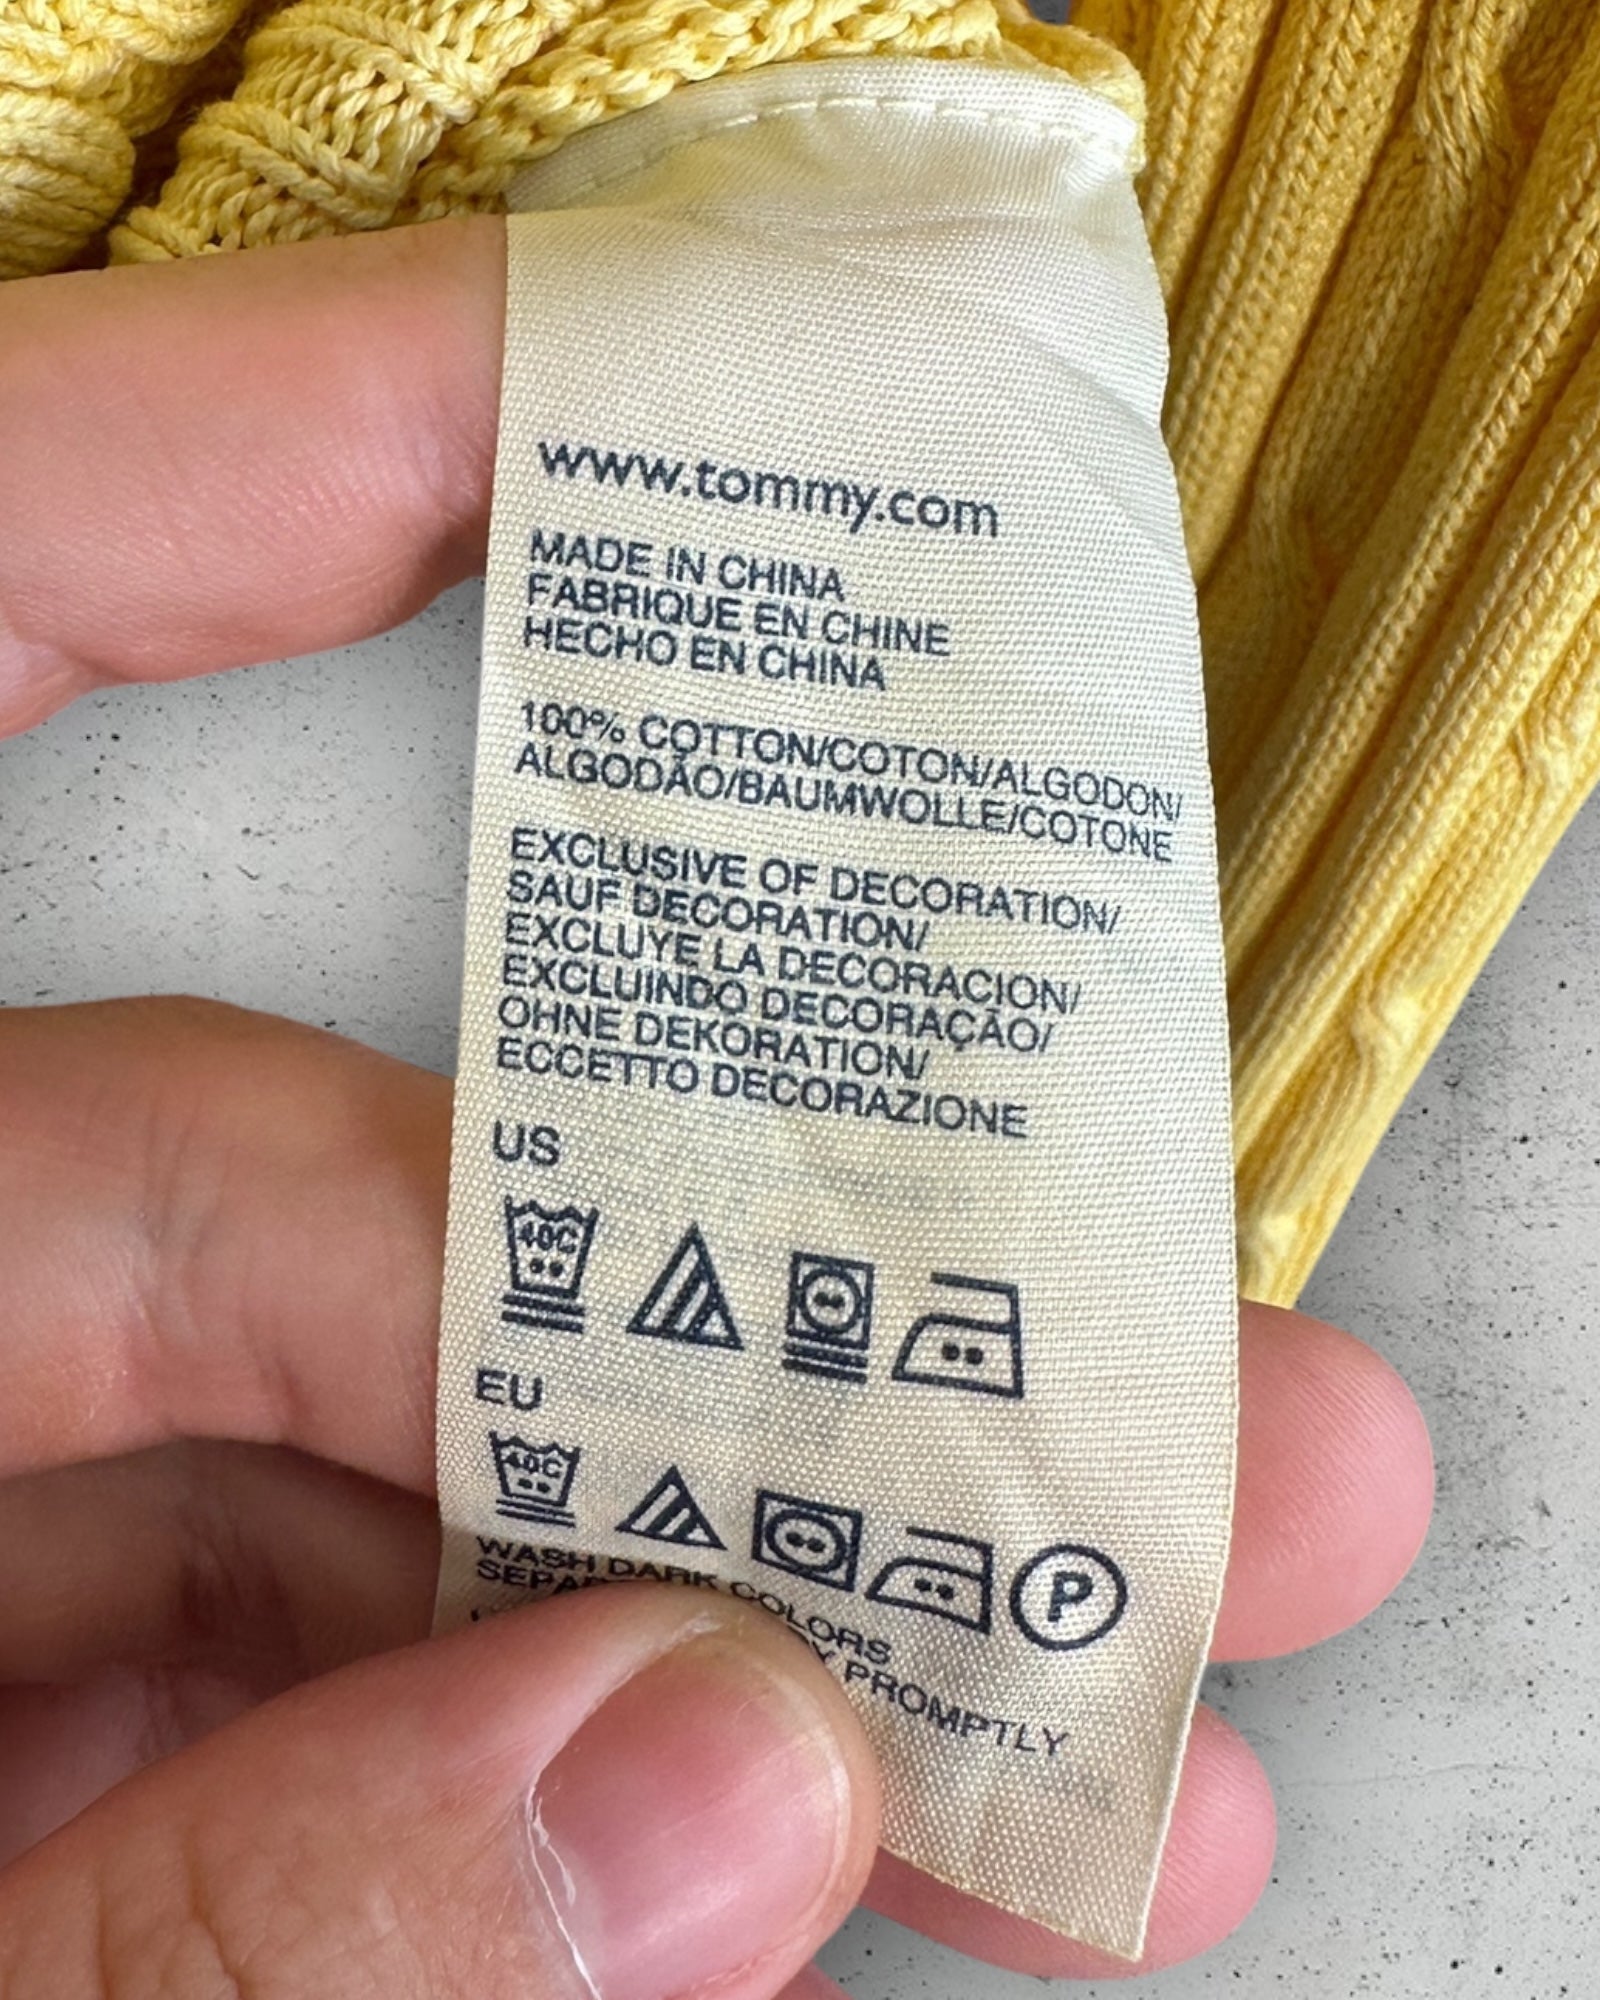 www.tommy.com
MADE IN CHINA
FABRIQUE EN CHINE
HECHO EN CHINA
100% COTTON/COTON/ALGODON/
ALGODÃO/BAUMWOLLE/COTONE
EXCLUSIVE OF DECORATION/
SAUF DECORATION/
EXCLUYE LA DECORACION/
EXCLUINDO DECORAÇÃO/
OHNE DEKORATION/
ECCETTO DECORAZIONE
US
40C
EU
40C
P
WASH DARK COLORS
PROMPTLY